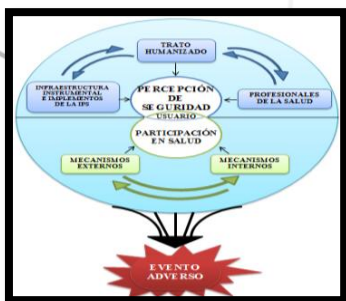 TRATO
HUMANIZADO
INFRAESTRUCTURA
INSTRUMENTAL
E IMPLEMENTOS
DE LA IPS
PERCEPCIÓN
DE
SEGURIDAD
PROFESIONALES
DE LA SALUD
USUARIO
PARTICIPACIÓN
EN SALUD
MECANISMOS
EXTERNOS
MECANISMOS
INTERNOS
EVENTO
ADVERSO